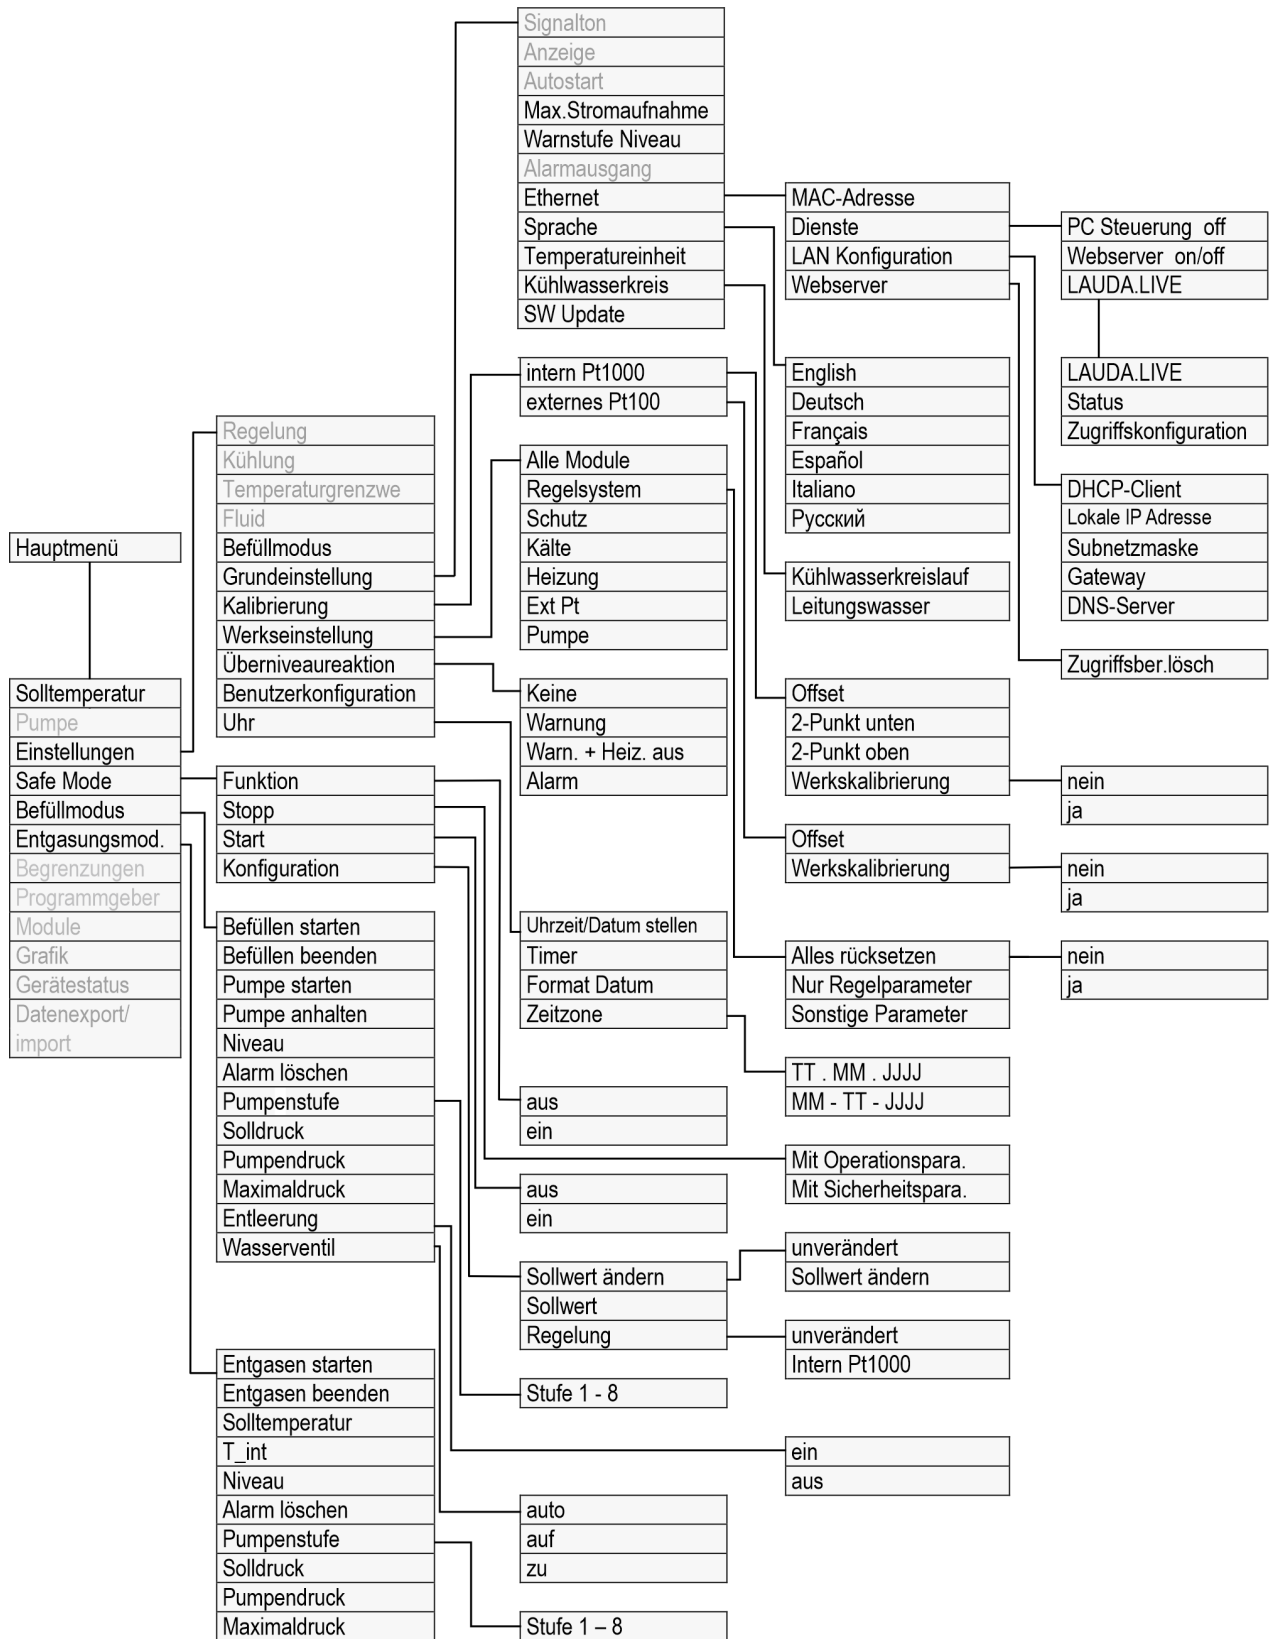 Hauptmenü
Solltemperatur
Pumpe
Einstellungen
Safe Mode
Befüllmodus
Entgasungsmod.
Begrenzungen
Programmgeber
Module
Grafik
Gerätestatus
Datenexport/
import
Regelung
Kühlung
Temperaturgrenzwe
Fluid
Befüllmodus
Grundeinstellung
Kalibrierung
Werkseinstellung
Überniveaureaktion
Benutzerkonfiguration
Uhr
Funktion
Stopp
Start
Konfiguration
Befüllen starten
Befüllen beenden
Pumpe starten
Pumpe anhalten
Niveau
Alarm löschen
Pumpenstufe
Solldruck
Pumpendruck
Maximaldruck
Entleerung
Wasserventil
Entgasen starten
Entgasen beenden
Solltemperatur
T_int
Niveau
Alarm löschen
Pumpenstufe
Solldruck
Pumpendruck
Maximaldruck
Signalton
Anzeige
Autostart
Max.Stromaufnahme
Warnstufe Niveau
Alarmausgang
Ethernet
Sprache
Temperatureinheit
Kühlwasserkreis
SW Update
intern Pt1000
externes Pt100
Alle Module
Regelsystem
Schutz
Kälte
Heizung
Ext Pt
Pumpe
Keine
Warnung
Warn. + Heiz. aus
Alarm
Uhrzeit/Datum stellen
Timer
Format Datum
Zeitzone
aus
ein
aus
ein
Sollwert ändern
Sollwert
Regelung
Stufe 1 - 8
auto
auf
zu
Stufe 1 – 8
MAC-Adresse
Dienste
LAN Konfiguration
Webserver
English
Deutsch
Français
Español
Italiano
Русский
Kühlwasserkreislauf
Leitungswasser
Offset
2-Punkt unten
2-Punkt oben
Werkskalibrierung
Offset
Werkskalibrierung
Alles rücksetzen
Nur Regelparameter
Sonstige Parameter
TT . MM . JJJJ
MM - TT - JJJJ
Mit Operationspara.
Mit Sicherheitspara.
unverändert
Sollwert ändern
unverändert
Intern Pt1000
ein
aus
PC Steuerung off
Webserver on/off
LAUDA.LIVE
LAUDA.LIVE
Status
Zugriffskonfiguration
DHCP-Client
Lokale IP Adresse
Subnetzmaske
Gateway
DNS-Server
Zugriffsber.lösch
nein
ja
nein
ja
nein
ja